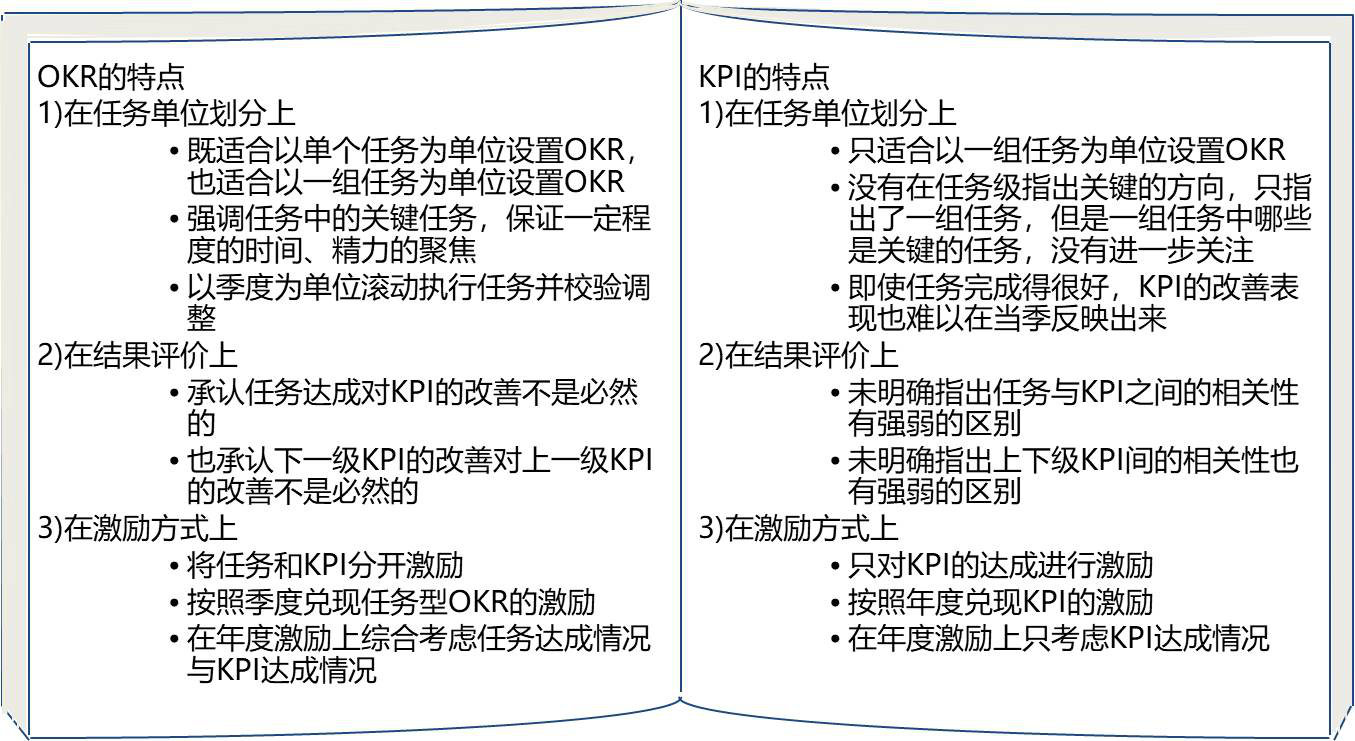 OKR的特点
1)在任务单位划分上
•既适合以单个任务为单位设置OKR，
也适合以一组任务为单位设置OKR
•强调任务中的关键任务，保证一定程
度的时间、精力的聚焦
•以季度为单位滚动执行任务并校验调
整
2)在结果评价上
•承认任务达成对KPI的改善不是必然
的
•也承认下一级KPI的改善对上一级KPI
的改善不是必然的
3)在激励方式上
•将任务和KPI分开激励
•按照季度兑现任务型OKR的激励
•在年度激励上综合考虑任务达成情况
与KPI达成情况
KPI的特点
1)在任务单位划分上
•只适合以一组任务为单位设置OKR
•没有在任务级指出关键的方向，只指
出了一组任务，但是一组任务中哪些
是关键的任务，没有进一步关注
•即使任务完成得很好，KPI的改善表
现也难以在当季反映出来
2)在结果评价上
•未明确指出任务与KPI之间的相关性
有强弱的区别
•未明确指出上下级KPI间的相关性也
有强弱的区别
3)在激励方式上
•只对KPI的达成进行激励
•按照年度兑现KPI的激励
•在年度激励上只考虑KPI达成情况